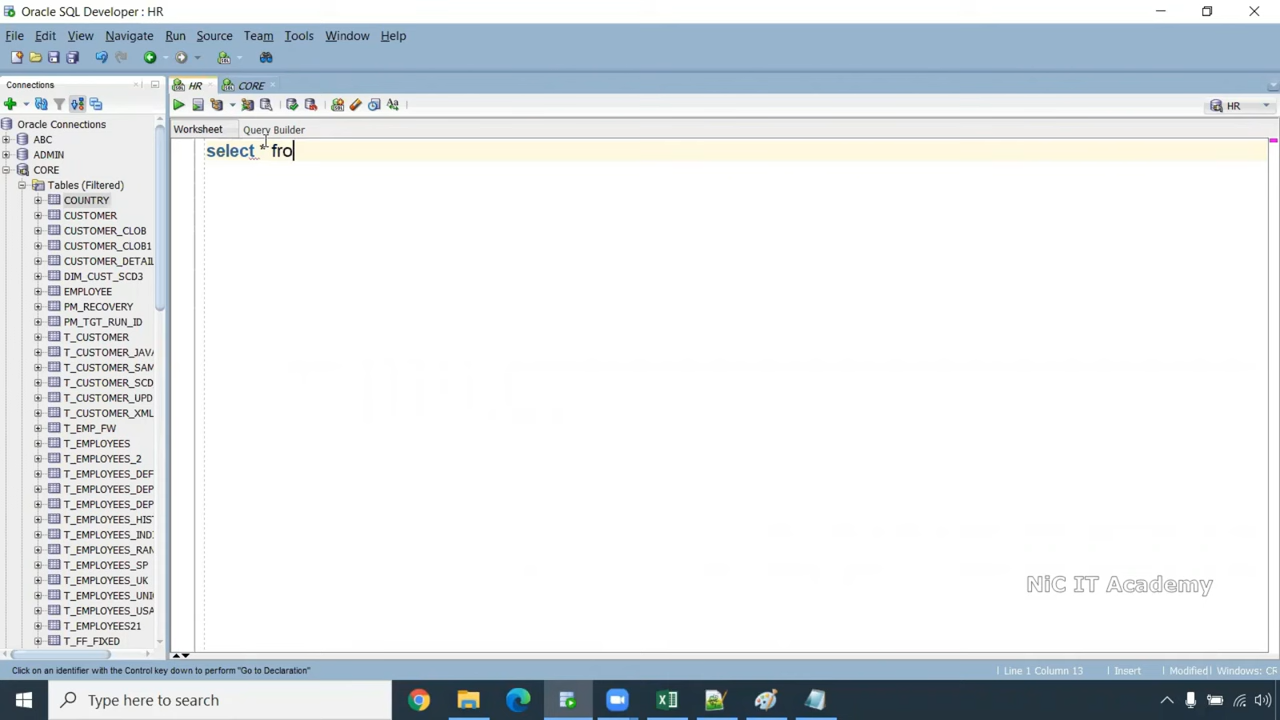 Oracle SQL Developer : HR
File Edit View Navigate Run Source Team Tools Window Help
Connections
HR
CORE
HR
Oracle Connections
Worksheet
Query Builder
ABC
ADMIN
CORE
Tables (Filtered)
COUNTRY
CUSTOMER
CUSTOMER_CLOB
CUSTOMER_CLOB1
CUSTOMER_DETAIL
DIM_CUST_SCD3
EMPLOYEE
PM_RECOVERY
PM_TGT_RUN_ID
T_CUSTOMER
T_CUSTOMER_JAVA
T_CUSTOMER_SAM
T_CUSTOMER_SCD
T_CUSTOMER_UPD
T_CUSTOMER_XML
T_EMP_FW
T_EMPLOYEES
T_EMPLOYEES_2
T_EMPLOYEES_DEF
T_EMPLOYEES_DEP
T_EMPLOYEES_DEP
T_EMPLOYEES_HIST
T_EMPLOYEES_INDI
T_EMPLOYEES_RAN
T_EMPLOYEES_SP
T_EMPLOYEES_UK
T_EMPLOYEES_UNI
T_EMPLOYEES_USA
T_EMPLOYEES21
T_FF_FIXED
select * fro
NiC IT Academy
Click on an identifier with the Control key down to perform "Go to Declaration"
Line 1 Column 13
Insert
Modified
Windows: CR
Type here to search